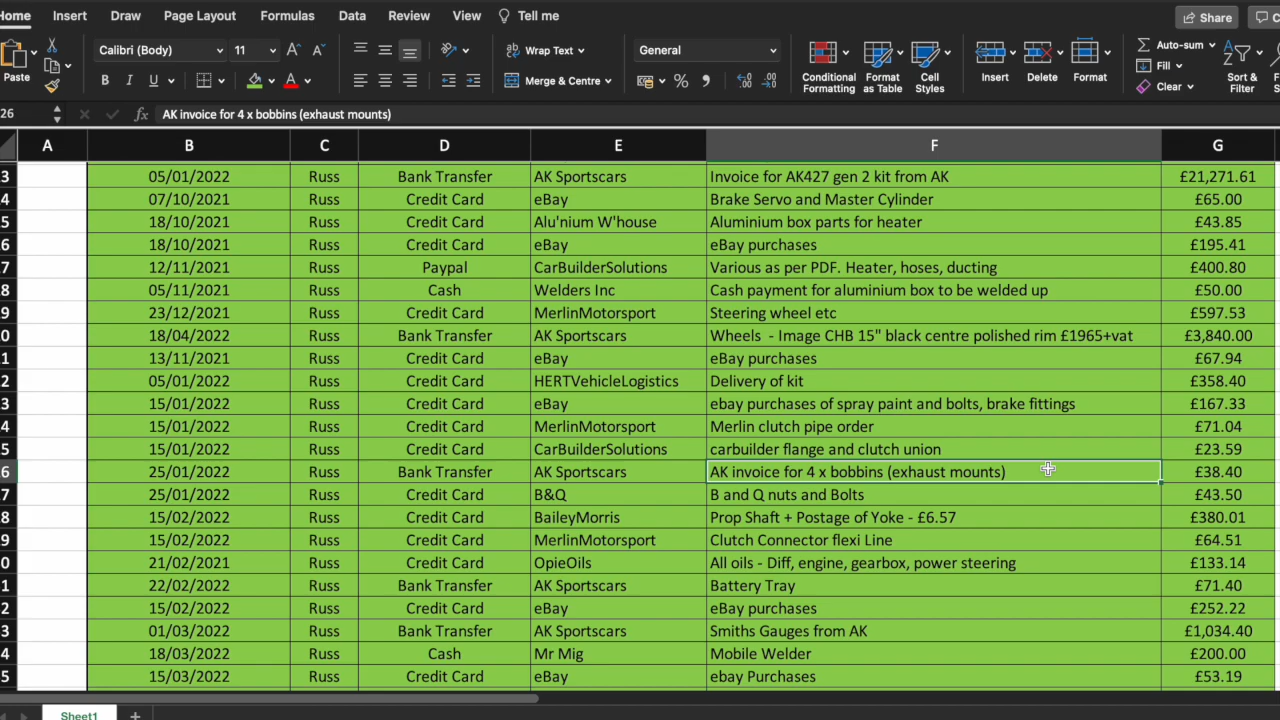 Home Insert Draw Page Layout Formulas Data Review View Tell me Share
Paste Calibri (Body) 11 A A Wrap Text General Conditional Formatting Format as Table Cell Styles Insert Delete Format Auto-sum Fill Clear Sort & Filter
B I U A Merge & Centre %
26 fx AK invoice for 4 x bobbins (exhaust mounts)
A B C D E F G
3 05/01/2022 Russ Bank Transfer AK Sportscars Invoice for AK427 gen 2 kit from AK £21,271.61
4 07/10/2021 Russ Credit Card eBay Brake Servo and Master Cylinder £65.00
5 18/10/2021 Russ Credit Card Alu'nium W'house Aluminium box parts for heater £43.85
6 18/10/2021 Russ Credit Card eBay eBay purchases £195.41
7 12/11/2021 Russ Paypal CarBuilderSolutions Various as per PDF. Heater, hoses, ducting £400.80
8 05/11/2021 Russ Cash Welders Inc Cash payment for aluminium box to be welded up £50.00
9 23/12/2021 Russ Credit Card MerlinMotorsport Steering wheel etc £597.53
0 18/04/2022 Russ Bank Transfer AK Sportscars Wheels - Image CHB 15" black centre polished rim £1965+vat £3,840.00
1 13/11/2021 Russ Credit Card eBay eBay purchases £67.94
2 05/01/2022 Russ Credit Card HERTVehicleLogistics Delivery of kit £358.40
3 15/01/2022 Russ Credit Card eBay ebay purchases of spray paint and bolts, brake fittings £167.33
4 15/01/2022 Russ Credit Card MerlinMotorsport Merlin clutch pipe order £71.04
5 15/01/2022 Russ Credit Card CarBuilderSolutions carbuilder flange and clutch union £23.59
6 25/01/2022 Russ Bank Transfer AK Sportscars AK invoice for 4 x bobbins (exhaust mounts) £38.40
7 25/01/2022 Russ Credit Card B&Q B and Q nuts and Bolts £43.50
8 15/02/2022 Russ Credit Card BaileyMorris Prop Shaft + Postage of Yoke - £6.57 £380.01
9 15/02/2022 Russ Credit Card MerlinMotorsport Clutch Connector flexi Line £64.51
0 21/02/2021 Russ Credit Card OpieOils All oils - Diff, engine, gearbox, power steering £133.14
1 22/02/2022 Russ Bank Transfer AK Sportscars Battery Tray £71.40
2 15/02/2022 Russ Credit Card eBay eBay purchases £252.22
3 01/03/2022 Russ Bank Transfer AK Sportscars Smiths Gauges from AK £1,034.40
4 18/03/2022 Russ Cash Mr Mig Mobile Welder £200.00
5 15/03/2022 Russ Credit Card eBay ebay Purchases £53.19
Sheet1 +